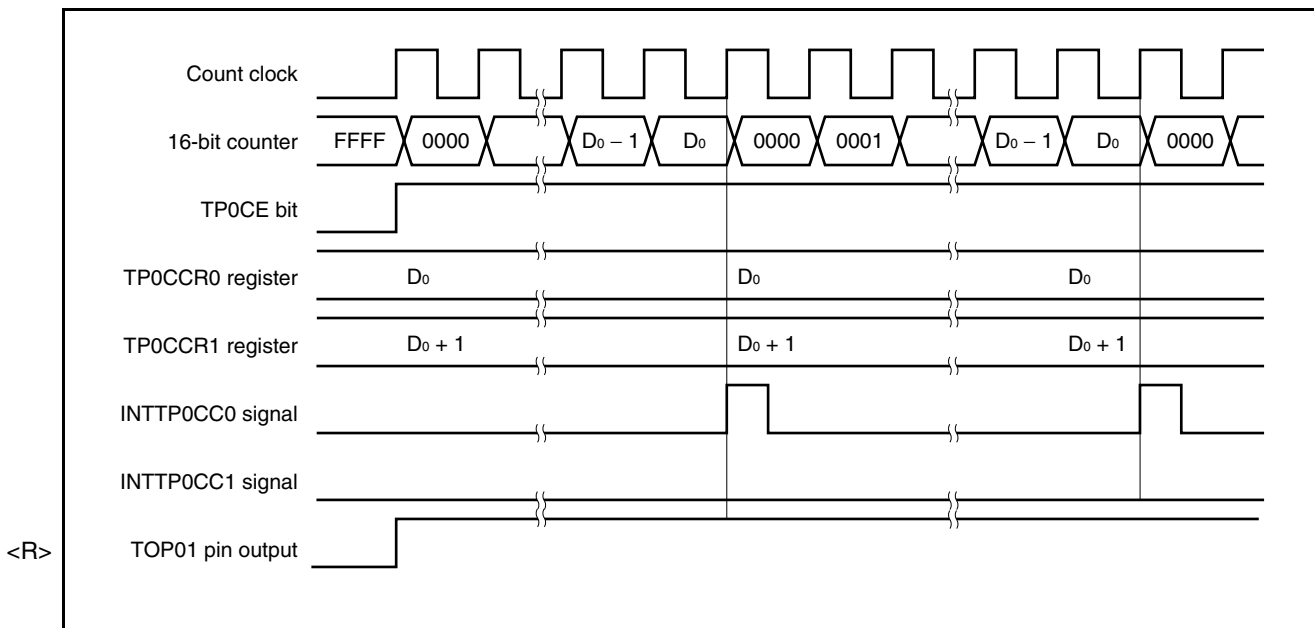 Count clock
16-bit counter FFFF 0000 D₀ − 1 D₀ 0000 0001 D₀ − 1 D₀ 0000
TP0CE bit
TP0CCR0 register D₀ D₀ D₀
TP0CCR1 register D₀ + 1 D₀ + 1 D₀ + 1
INTTP0CC0 signal
INTTP0CC1 signal
<R> TOP01 pin output